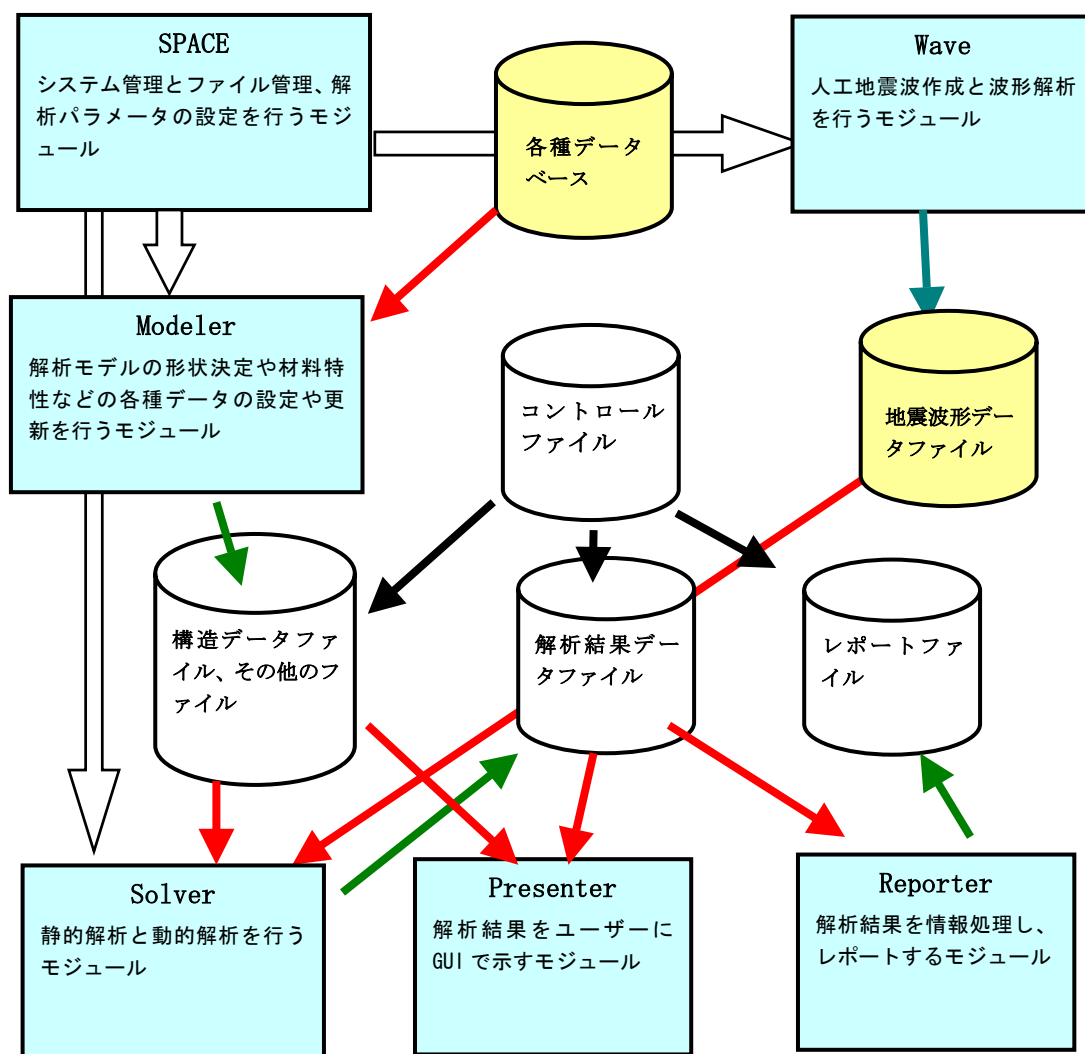 SPACE
システム管理とファイル管理、解
析パラメータの設定を行うモジ
ュール
各種データ
ベース
Wave
人工地震波作成と波形解析
を行うモジュール
Modeler
解析モデルの形状決定や材料特
性などの各種データの設定や更
新を行うモジュール
コントロール
ファイル
地震波形デー
タファイル
構造データファ
イル、その他のフ
ァイル
解析結果デー
タファイル
レポートファ
イル
Solver
静的解析と動的解析を行う
モジュール
Presenter
解析結果をユーザーに
GUIで示すモジュール
Reporter
解析結果を情報処理し、
レポートするモジュール